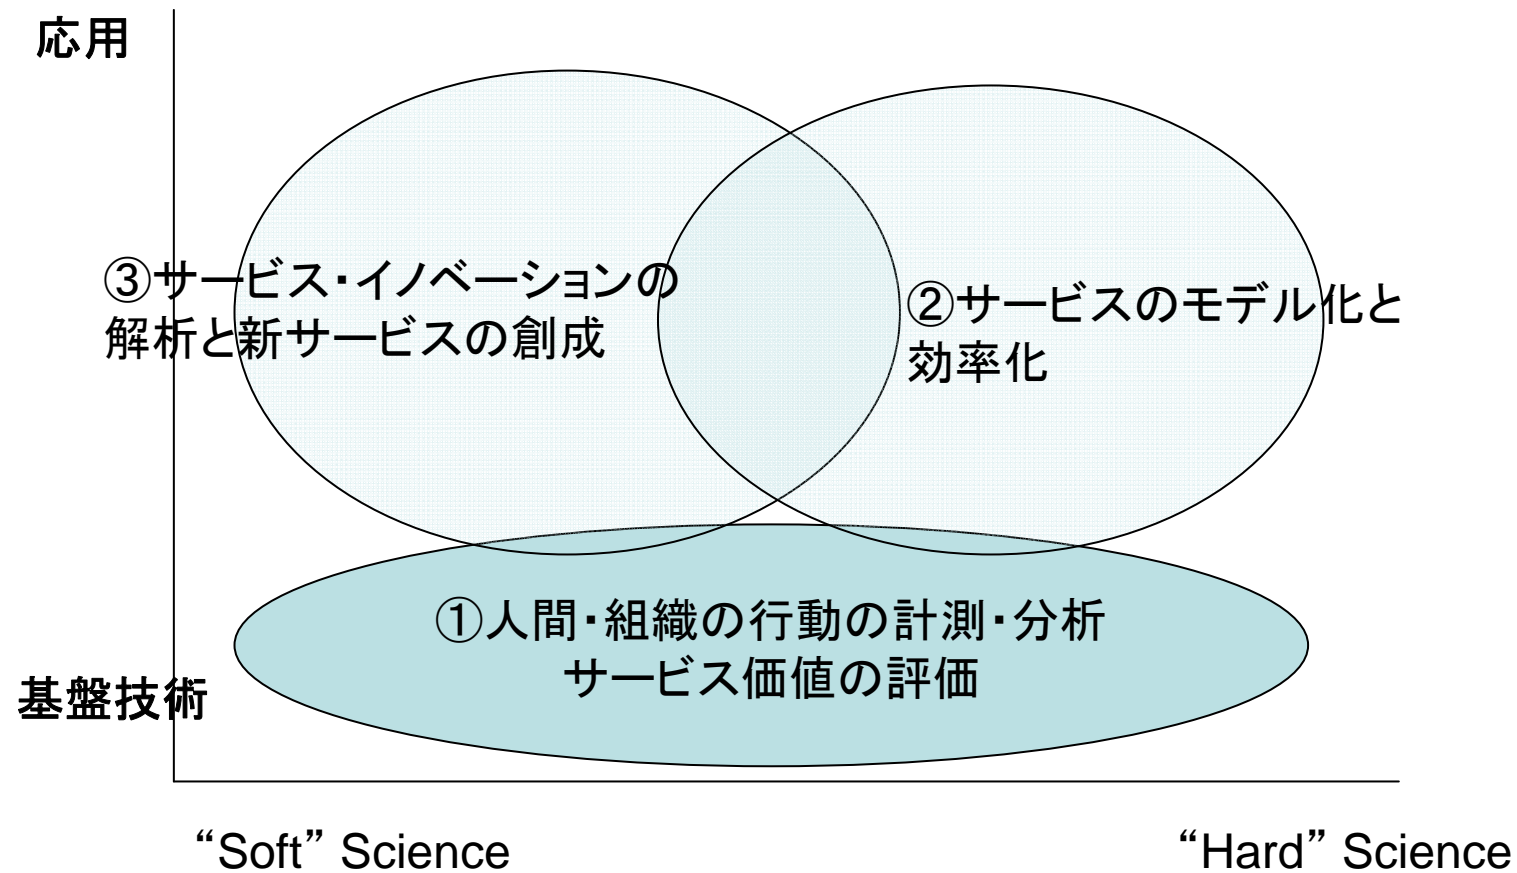 応用
③サービス・イノベーションの
解析と新サービスの創成
②サービスのモデル化と
効率化
①人間・組織の行動の計測・分析
サービス価値の評価
基盤技術
“Soft” Science
“Hard” Science